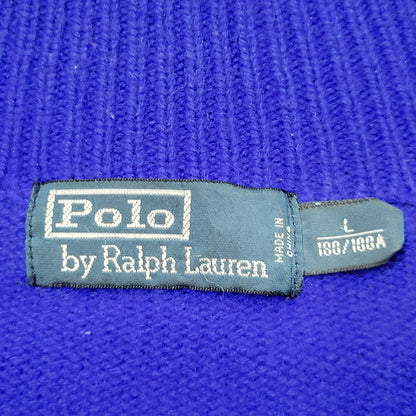 Polo
by Ralph Lauren
MADE IN
CHINA
L
180/100A